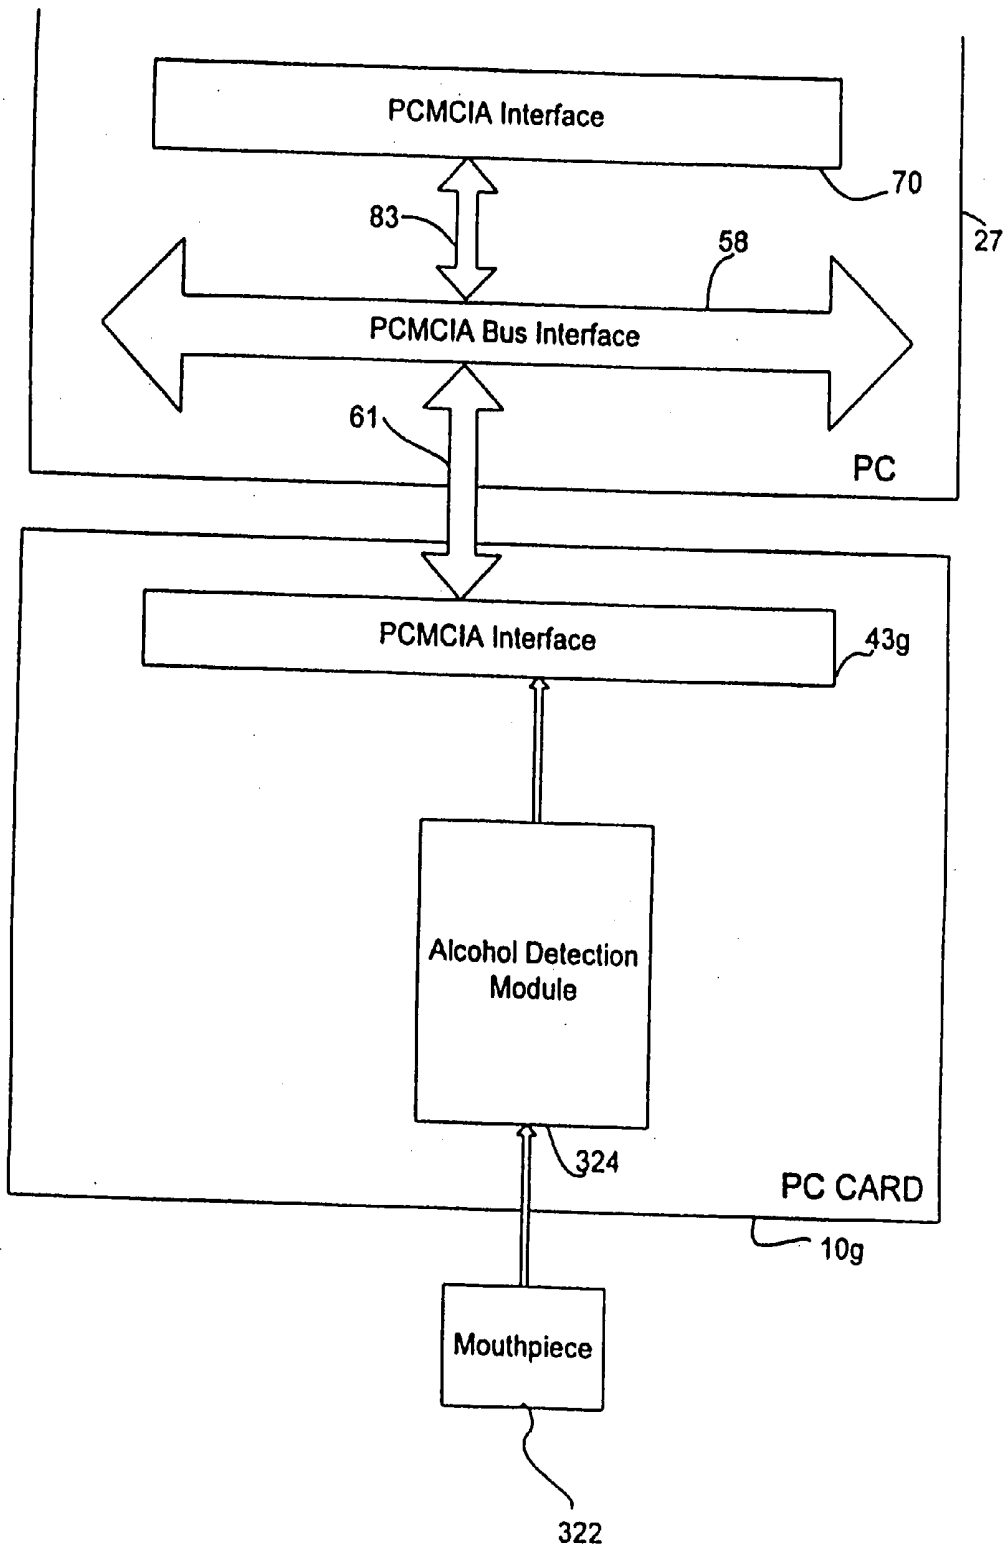 PCMCIA Interface
70
83
27
58
PCMCIA Bus Interface
61
PC
PCMCIA Interface
43g
Alcohol Detection
Module
324
PC CARD
10g
Mouthpiece
322